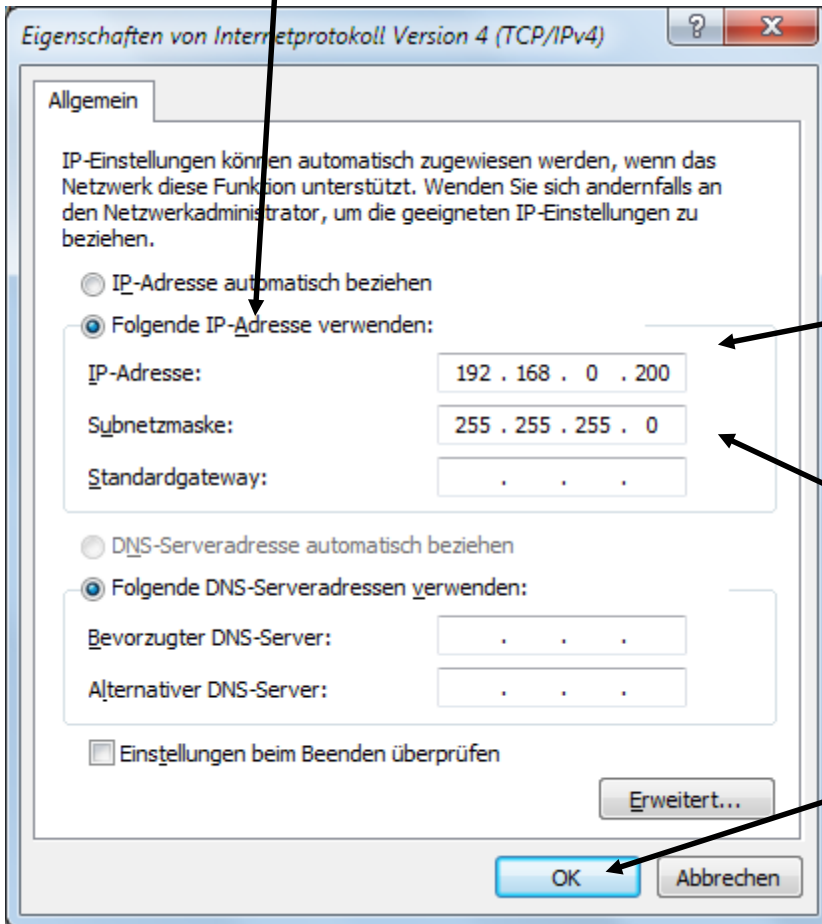 Eigenschaften von Internetprotokoll Version 4 (TCP/IPv4)
?
X
Allgemein
IP-Einstellungen können automatisch zugewiesen werden, wenn das
Netzwerk diese Funktion unterstützt. Wenden Sie sich andernfalls an
den Netzwerkadministrator, um die geeigneten IP-Einstellungen zu
beziehen.
IP-Adresse automatisch beziehen
Folgende IP-Adresse verwenden:
IP-Adresse: 192 . 168 . 0 . 200
Subnetzmaske: 255 . 255 . 255 . 0
Standardgateway: . . .
DNS-Serveradresse automatisch beziehen
Folgende DNS-Serveradressen verwenden:
Bevorzugter DNS-Server: . . .
Alternativer DNS-Server: . . .
Einstellungen beim Beenden überprüfen
Erweitert...
OK Abbrechen